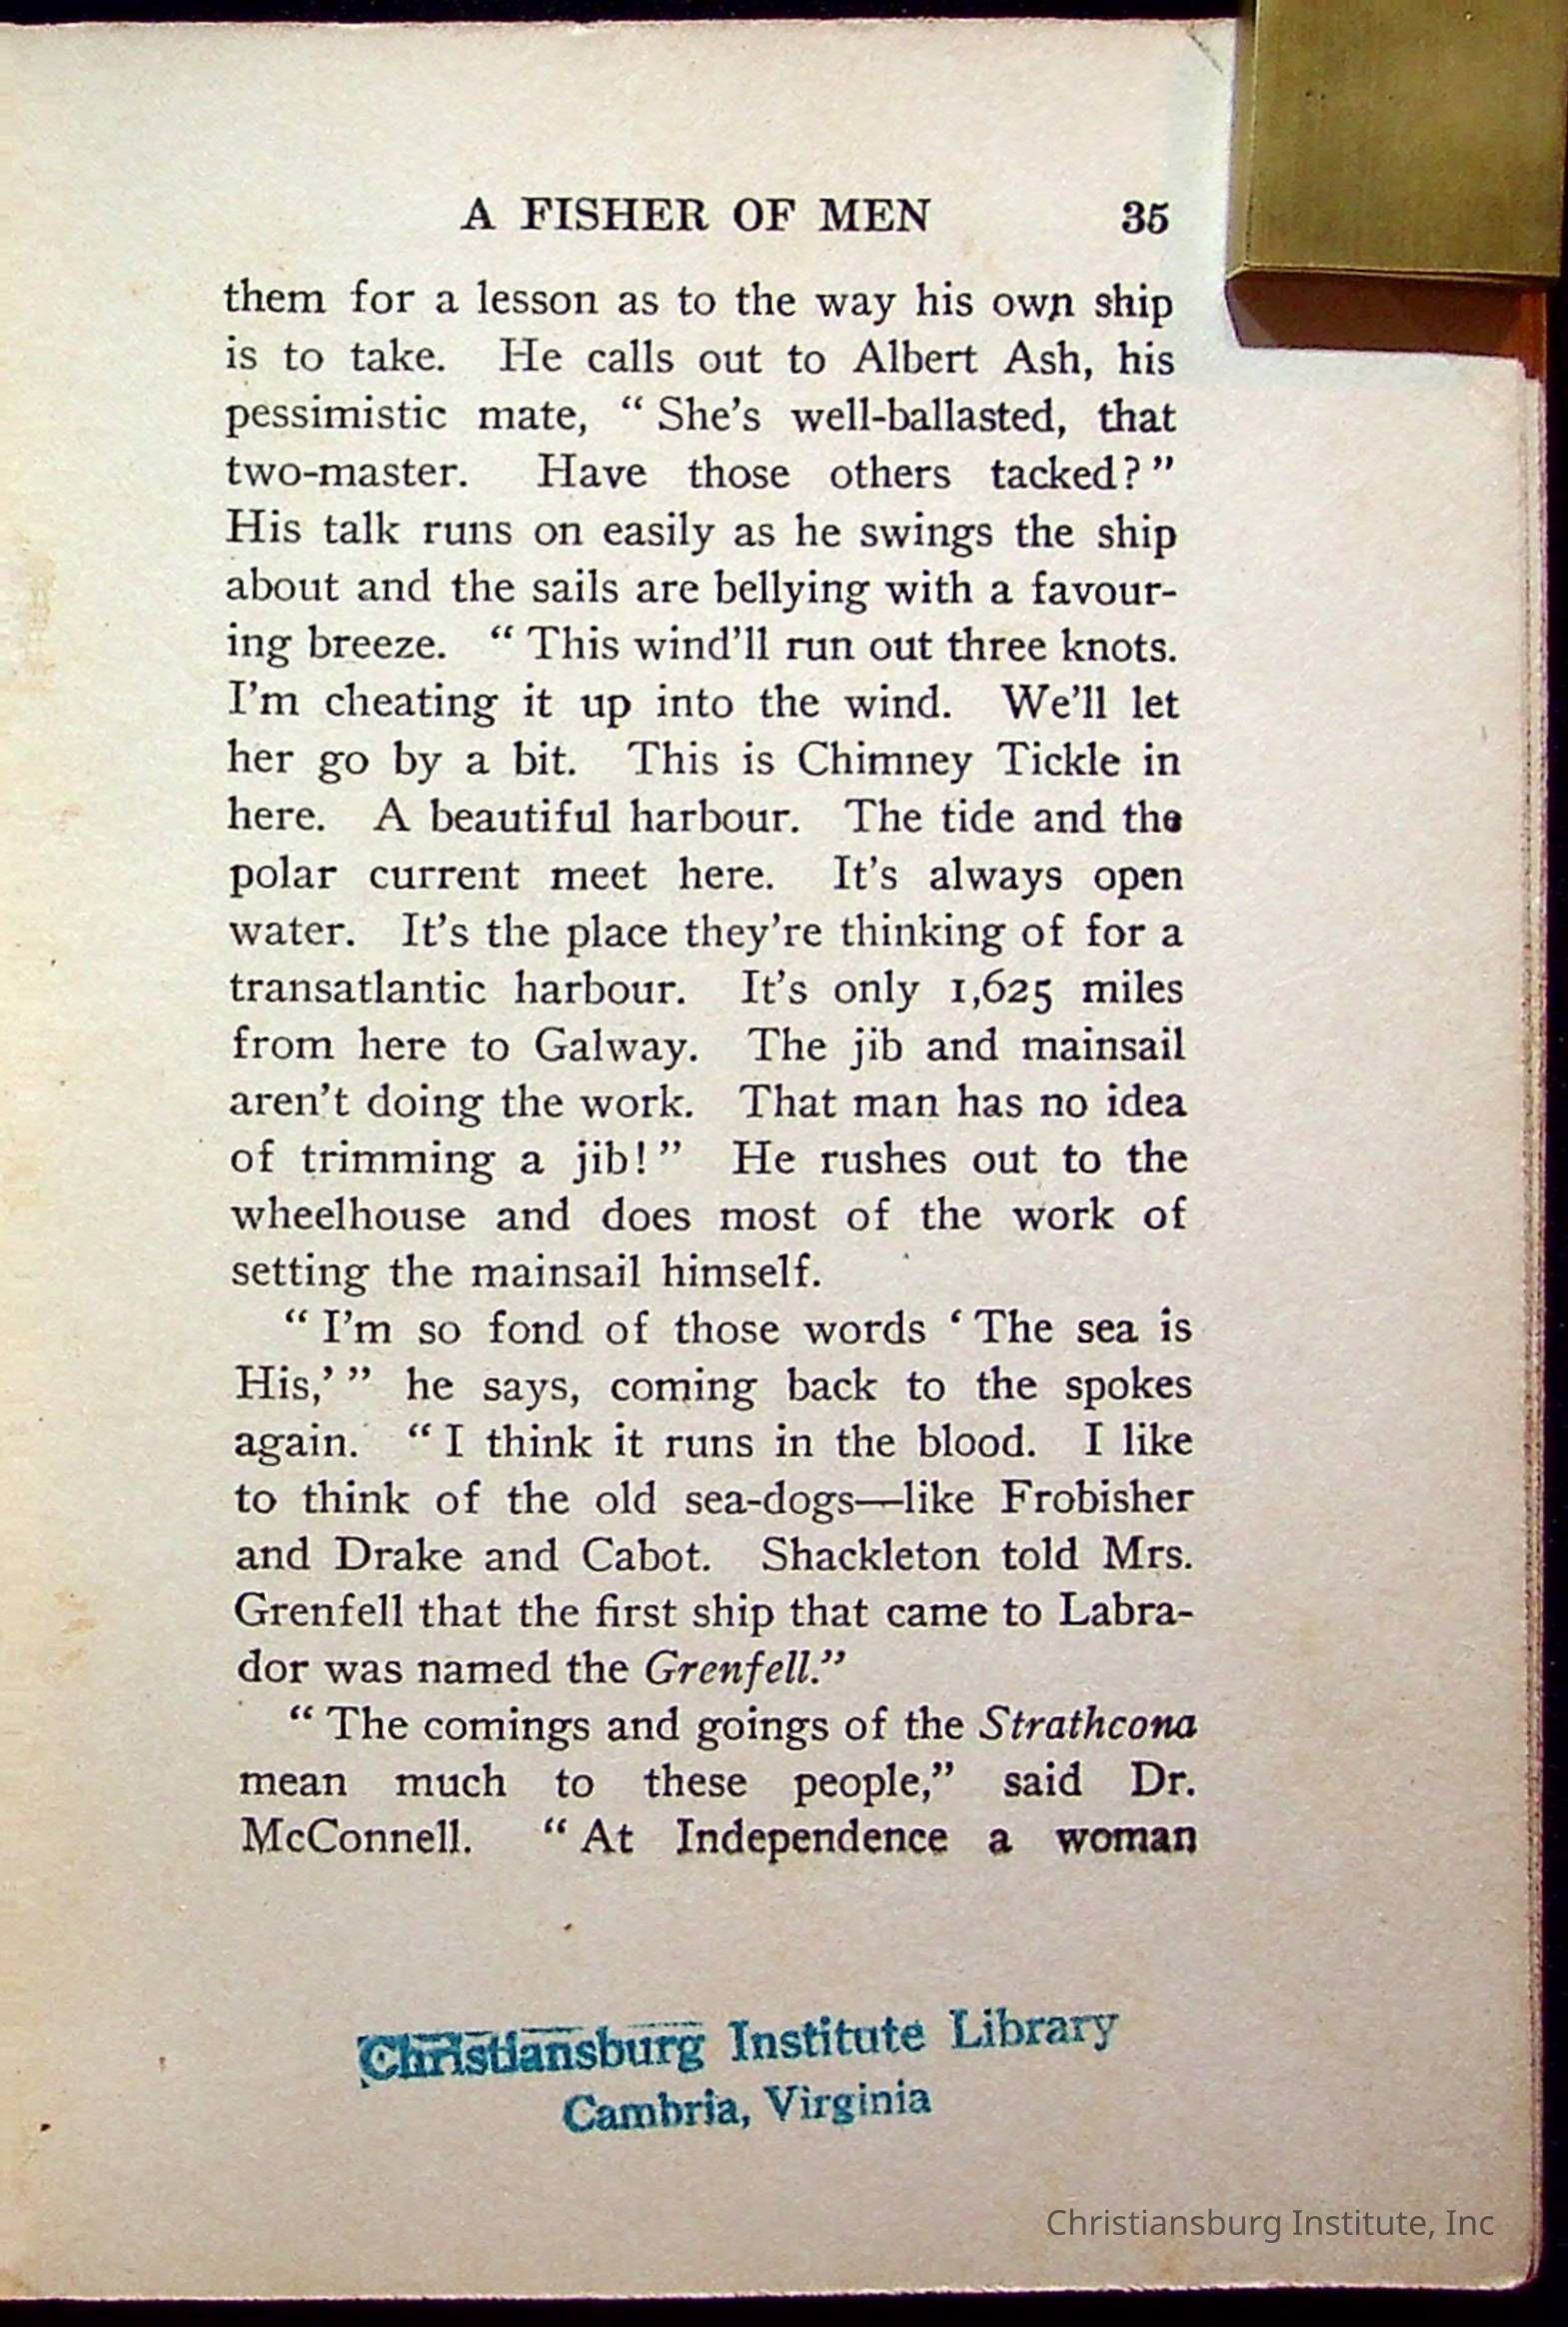 A FISHER OF MEN 35
them for a lesson as to the way his own ship
is to take. He calls out to Albert Ash, his
pessimistic mate, “ She’s well-ballasted, that
two-master. Have those others tacked? ”
His talk runs on easily as he swings the ship
about and the sails are bellying with a favour-
ing breeze. “ This wind’ll run out three knots.
I’m cheating it up into the wind. We’ll let
her go by a bit. This is Chimney Tickle in
here. A beautiful harbour. The tide and the
polar current meet here. It’s always open
water. It’s the place they’re thinking of for a
transatlantic harbour. It’s only 1,625 miles
from here to Galway. The jib and mainsail
aren’t doing the work. That man has no idea
of trimming a jib! ” He rushes out to the
wheelhouse and does most of the work of
setting the mainsail himself.
“ I’m so fond of those words ‘ The sea is
His,’ ” he says, coming back to the spokes
again. “ I think it runs in the blood. I like
to think of the old sea-dogs—like Frobisher
and Drake and Cabot. Shackleton told Mrs.
Grenfell that the first ship that came to Labra-
dor was named the Grenfell.”
“ The comings and goings of the Strathcona
mean much to these people,” said Dr.
McConnell. “ At Independence a woman
Christiansburg Institute Library
Cambria, Virginia
Christiansburg Institute, Inc